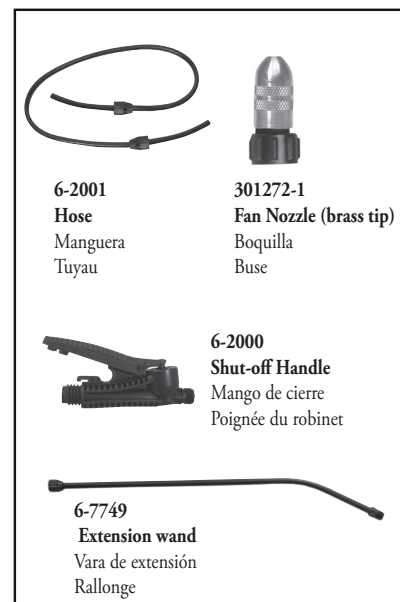 6-2001
Hose
Manguera
Tuyau
301272-1
Fan Nozzle (brass tip)
Boquilla
Buse
6-2000
Shut-off Handle
Mango de cierre
Poignée du robinet
6-7749
Extension wand
Vara de extensión
Rallonge